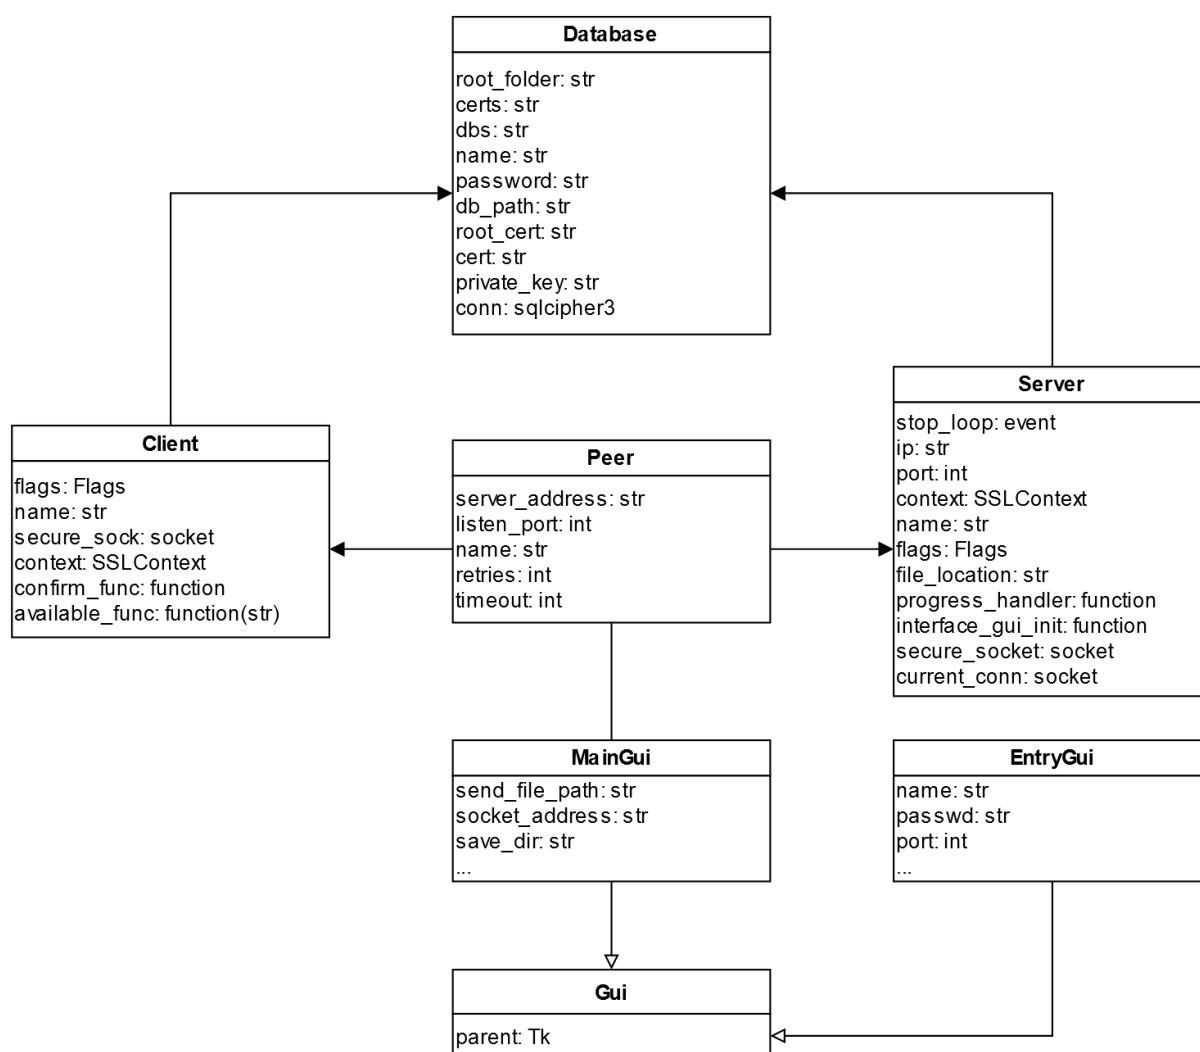 Database
root_folder: str
certs: str
dbs: str
name: str
password: str
db_path: str
root_cert: str
cert: str
private_key: str
conn: sqlcipher3
Client
flags: Flags
name: str
secure_sock: socket
context: SSLContext
confirm_func: function
available_func: function(str)
Peer
server_address: str
listen_port: int
name: str
retries: int
timeout: int
Server
stop_loop: event
ip: str
port: int
context: SSLContext
name: str
flags: Flags
file_location: str
progress_handler: function
interface_gui_init: function
secure_socket: socket
current_conn: socket
MainGui
send_file_path: str
socket_address: str
save_dir: str
...
EntryGui
name: str
passwd: str
port: int
...
Gui
parent: Tk